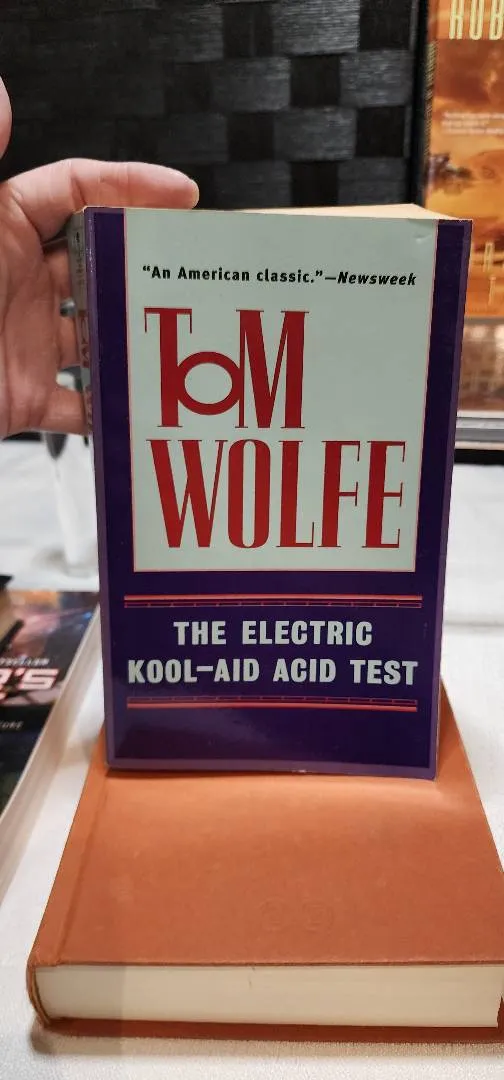 "An American classic."—Newsweek
TOM
WOLFE
THE ELECTRIC
KOOL-AID ACID TEST